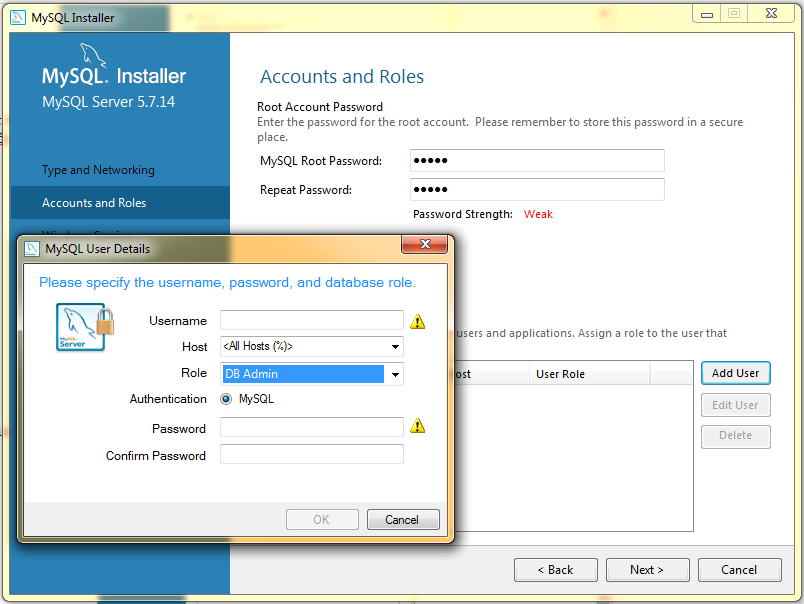 MySQL Installer
MySQL Installer
MySQL Server 5.7.14
Type and Networking
Accounts and Roles
Accounts and Roles
Root Account Password
Enter the password for the root account. Please remember to store this password in a secure
place.
MySQL Root Password:
Repeat Password:
Password Strength: Weak
users and applications. Assign a role to the user that
ost User Role
Add User
Edit User
Delete
MySQL User Details
Please specify the username, password, and database role.
MySQL
Server
Username
Host <All Hosts (%)>
Role DB Admin
Authentication MySQL
Password
Confirm Password
OK Cancel
< Back Next > Cancel